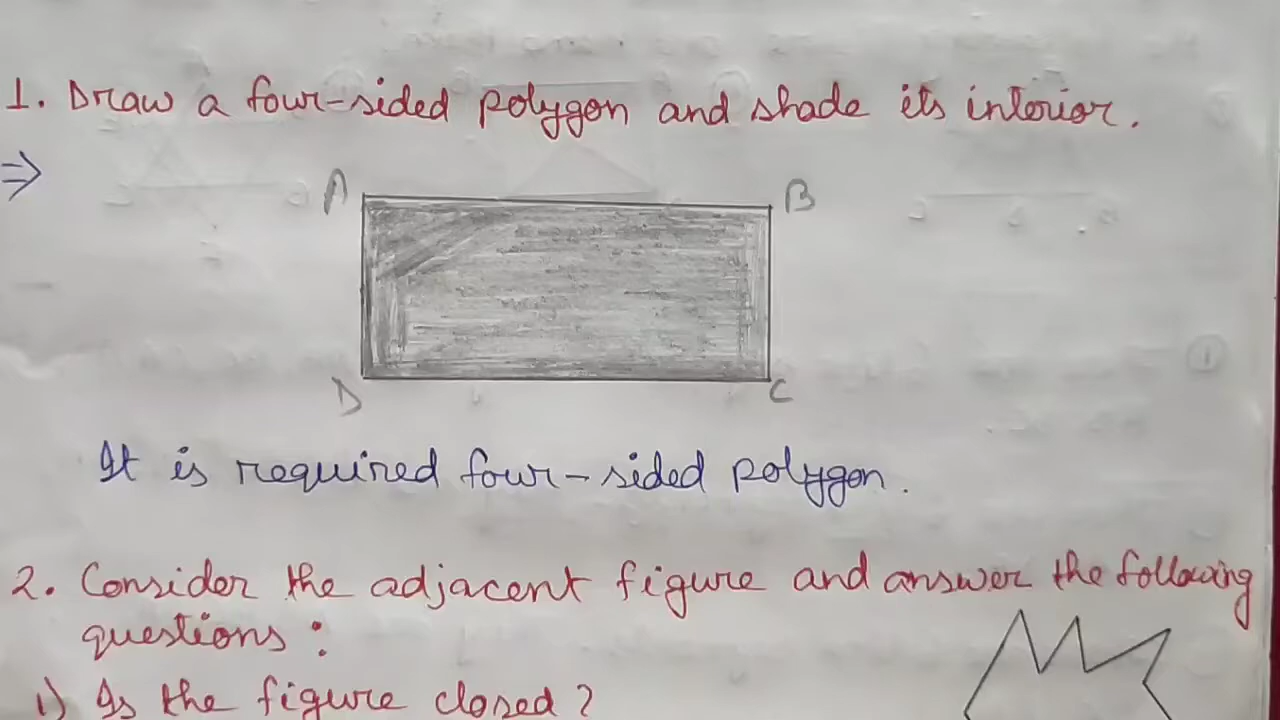 1. Draw a four-sided polygon and shade its interior.
⇒
A B
D C
It is required four-sided polygon.
2. Consider the adjacent figure and answer the following
questions :
i) Is the figure closed ?